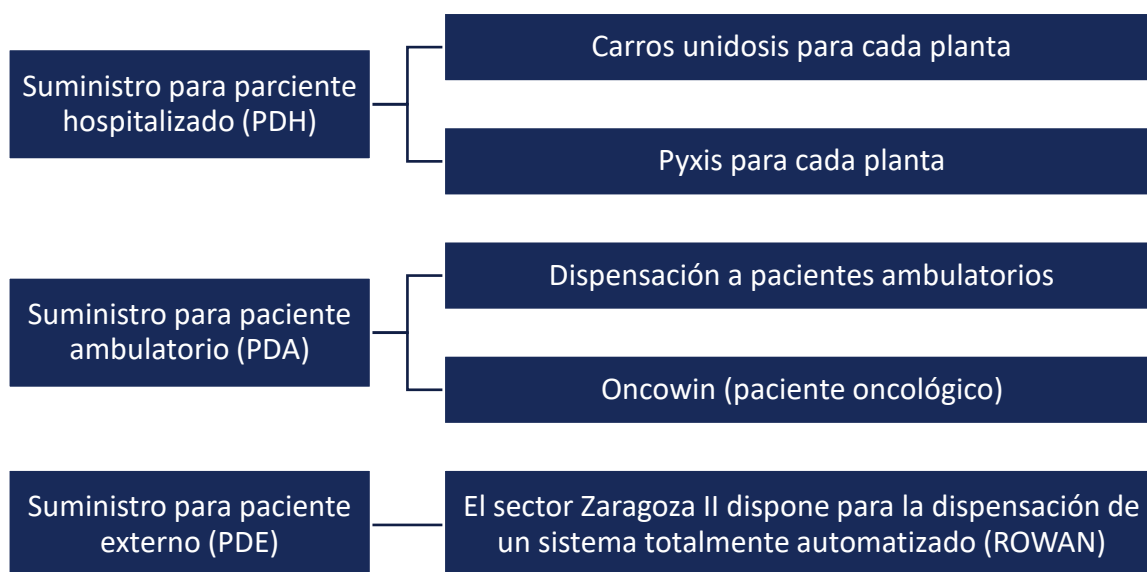 Suministro para parciente
hospitalizado (PDH)
Carros unidosis para cada planta
Pyxis para cada planta
Suministro para paciente
ambulatorio (PDA)
Dispensación a pacientes ambulatorios
Oncowin (paciente oncológico)
Suministro para paciente
externo (PDE)
El sector Zaragoza II dispone para la dispensación de
un sistema totalmente automatizado (ROWAN)